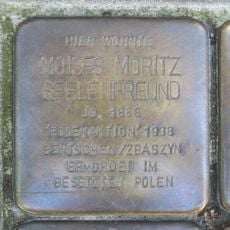 HIER WOHNTE
MOISES MORITZ
SEELENFREUND
JG. 1888
"POLENAKTION" 1938
BENTSCHEN/ZBASZYN
ERMORDET IM
BESETZTEN POLEN